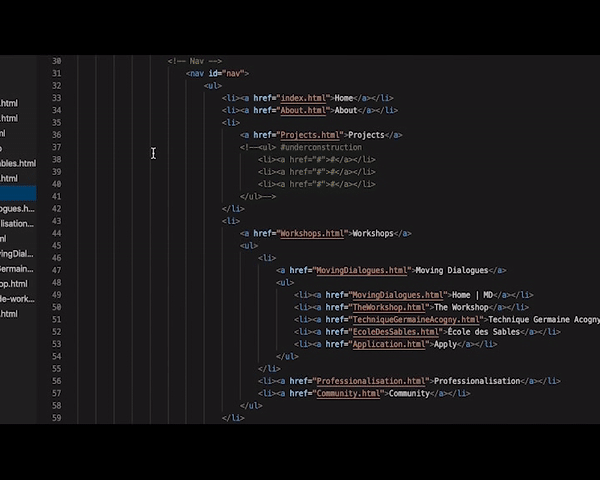 30 <!-- Nav -->
31 <nav id="nav">
32 <ul>
33 <li><a href="index.html">Home</a></li>
.html 34 <li><a href="About.html">About</a></li>
.html 35 <li>
ml 36 <a href="Projects.html">Projects</a>
37 <!--<ul> #underconstruction
ables.html 38 <li><a href="#">#</a></li>
.html 39 <li><a href="#">#</a></li>
40 <li><a href="#">#</a></li>
41 </ul>-->
ogues.h... 42 </li>
lisation... 43 <li>
ml 44 <a href="Workshops.html">Workshops</a>
vingDial... 45 <ul>
46 <li>
Germain... 47 <a href="MovingDialogues.html">Moving Dialogues</a>
op.html 48 <ul>
de-work... 49 <li><a href="MovingDialogues.html">Home | MD</a></li>
50 <li><a href="TheWorkshop.html">The Workshop</a></li>
.html 51 <li><a href="TechniqueGermaineAcogny.html">Technique Germaine Acogny
52 <li><a href="EcoleDesSables.html">École des Sables</a></li>
53 <li><a href="Application.html">Apply</a></li>
54 </ul>
55 </li>
56 <li><a href="Professionalisation.html">Professionalisation</a></li>
57 <li><a href="Community.html">Community</a></li>
58 </ul>
59 </li>